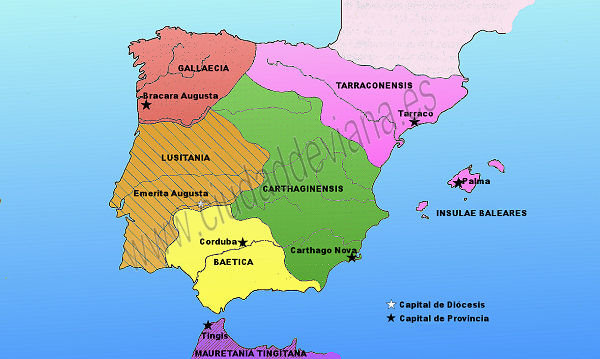 GALLAECIA
Bracara Augusta
TARRACONENSIS
Tarraco
LUSITANIA
Emerita Augusta
CARTHAGINENSIS
Palma
INSULAE BALEARES
Corduba
Carthago Nova
BAETICA
Tingis
MAURETANIA TINGITANA
Capital de Diócesis
Capital de Provincia
www.ciudaddeviana.es